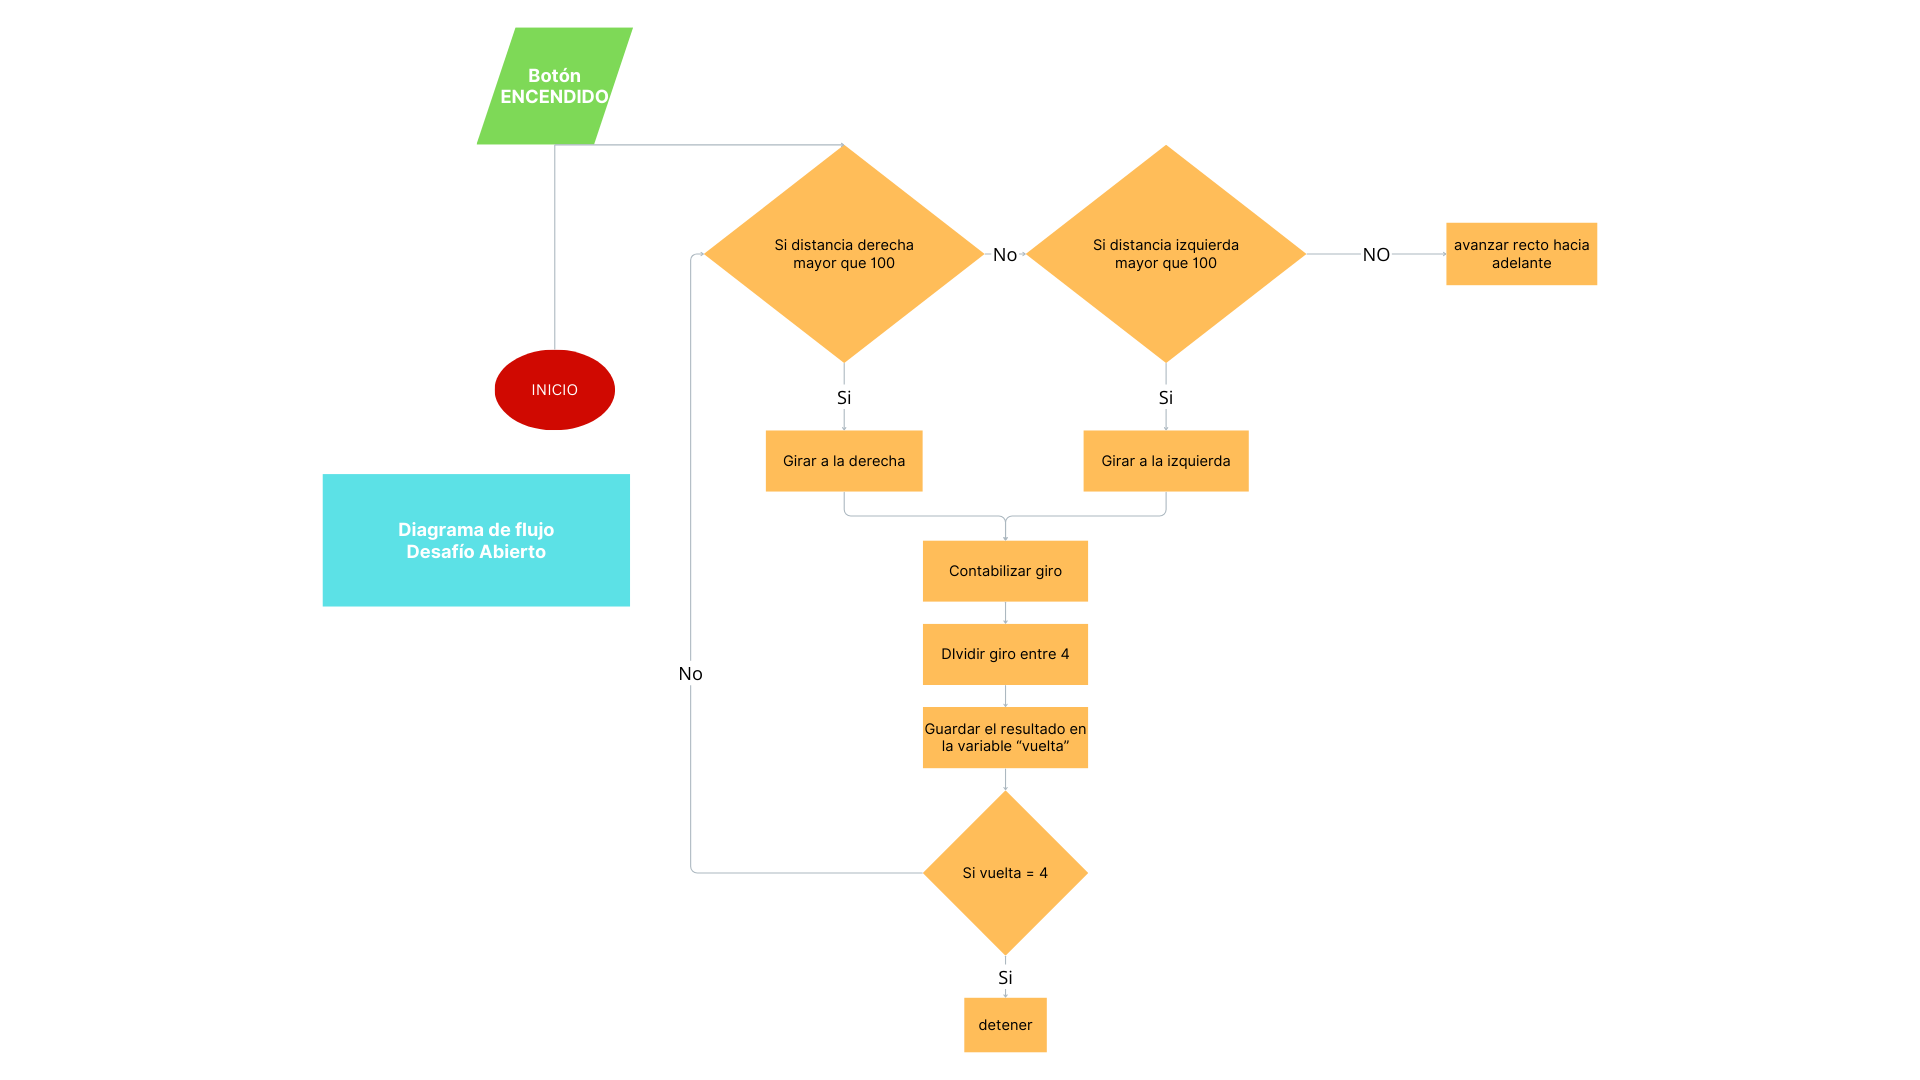 Botón
ENCENDIDO
Si distancia derecha
mayor que 100
No
Si distancia izquierda
mayor que 100
NO
avanzar recto hacia
adelante
INICIO
Si
Si
Girar a la derecha
Girar a la izquierda
Diagrama de flujo
Desafío Abierto
Contabilizar giro
DIvidir giro entre 4
No
Guardar el resultado en
la variable “vuelta”
Si vuelta = 4
Si
detener